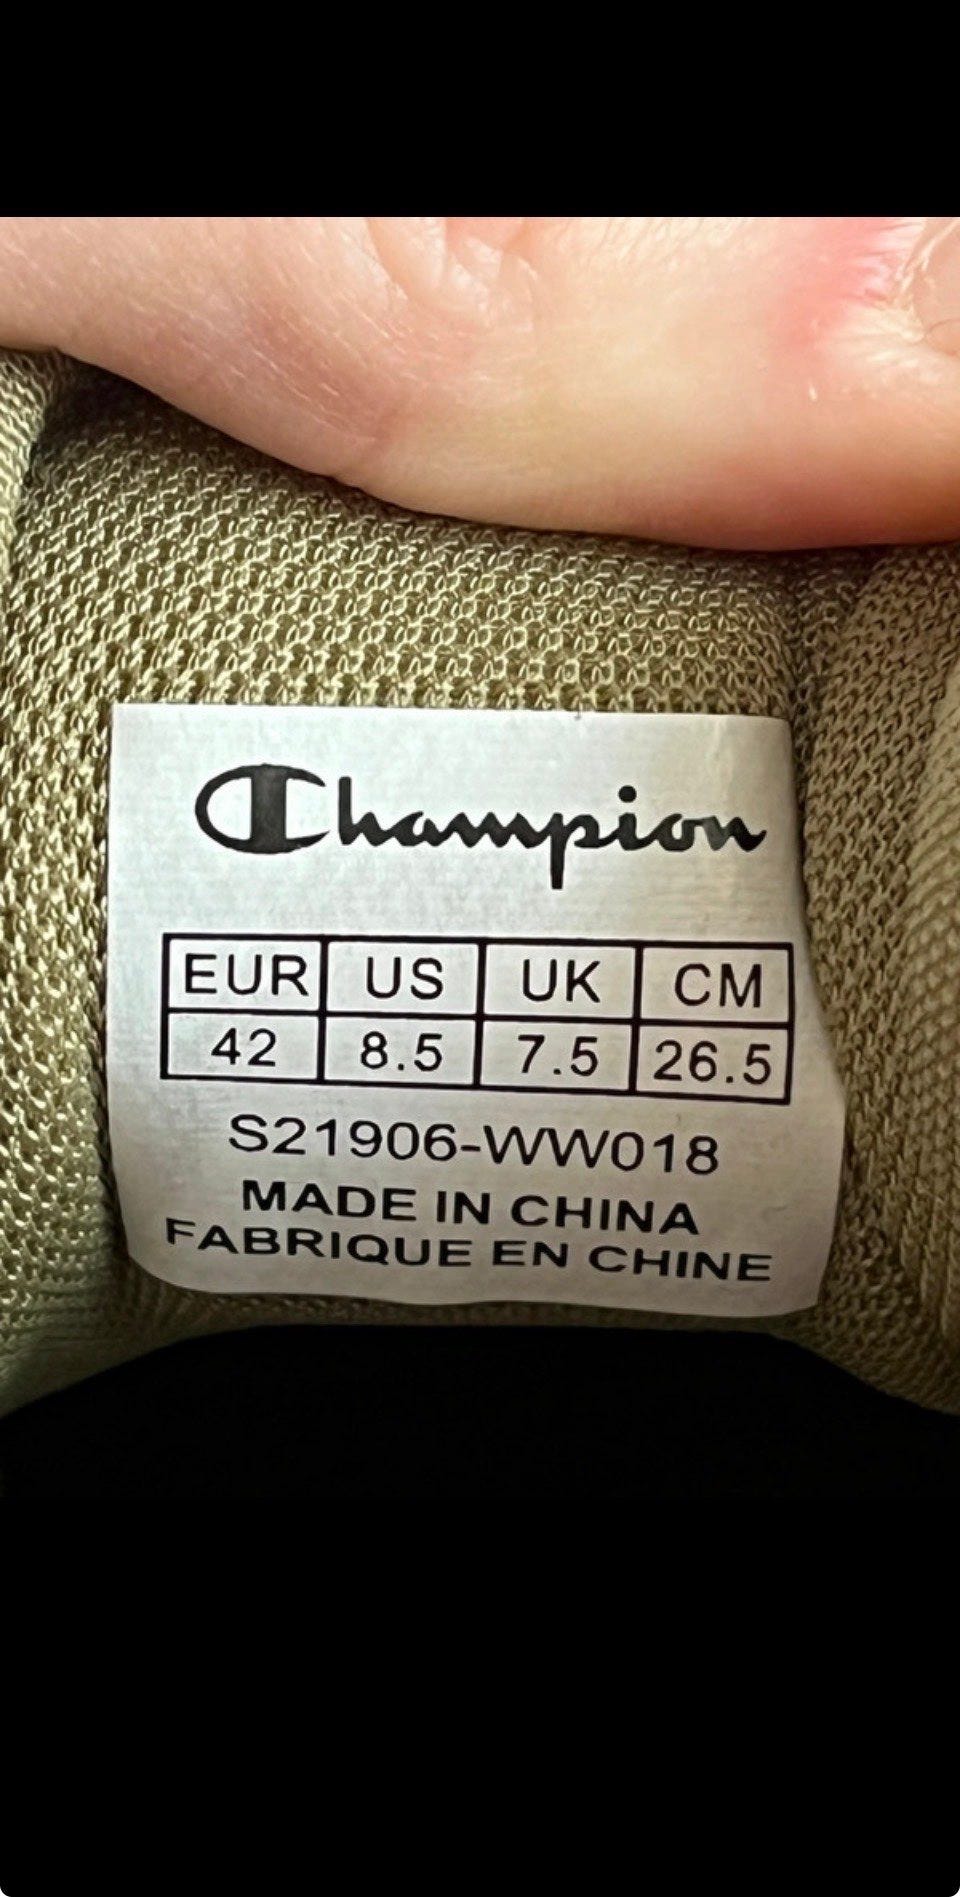 Champion
EUR US UK CM
42 8.5 7.5 26.5
S21906-WW018
MADE IN CHINA
FABRIQUE EN CHINE